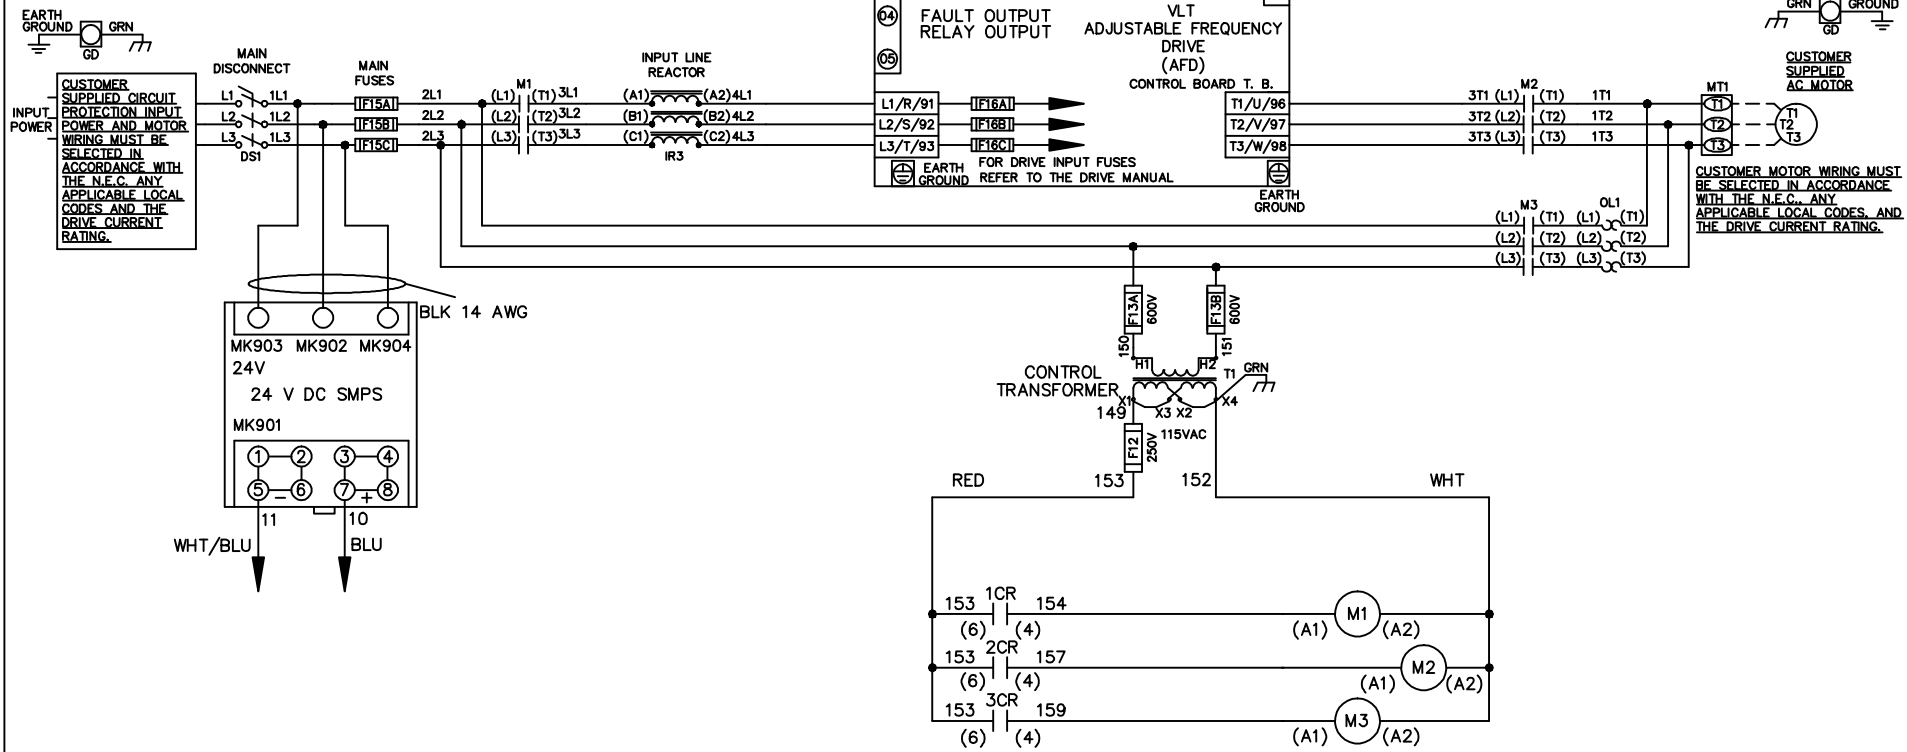 EARTH
GROUND
GRN
GD
CUSTOMER
SUPPLIED CIRCUIT
PROTECTION INPUT
POWER AND MOTOR
WIRING MUST BE
SELECTED IN
ACCORDANCE WITH
THE N.E.C. ANY
APPLICABLE LOCAL
CODES AND THE
DRIVE CURRENT
RATING.
INPUT
POWER
MAIN
DISCONNECT
L1 1L1
L2 1L2
L3 1L3
DS1
MAIN
FUSES
F15A
F15B
F15C
2L1
2L2
2L3
M1
(L1) (T1) 3L1
(L2) (T2) 3L2
(L3) (T3) 3L3
INPUT LINE
REACTOR
(A1) (A2) 4L1
(B1) (B2) 4L2
(C1) (C2) 4L3
IR3
04
05
FAULT OUTPUT
RELAY OUTPUT
VLT
ADJUSTABLE FREQUENCY
DRIVE
(AFD)
CONTROL BOARD T. B.
L1/R/91
L2/S/92
L3/T/93
F16A
F16B
F16C
T1/U/96
T2/V/97
T3/W/98
EARTH
GROUND
FOR DRIVE INPUT FUSES
REFER TO THE DRIVE MANUAL
EARTH
GROUND
M2
3T1 (L1) (T1) 1T1
3T2 (L2) (T2) 1T2
3T3 (L3) (T3) 1T3
MT1
T1
T2
T3
T1
T2
T3
GRN
GROUND
GD
CUSTOMER
SUPPLIED
AC MOTOR
CUSTOMER MOTOR WIRING MUST
BE SELECTED IN ACCORDANCE
WITH THE N.E.C., ANY
APPLICABLE LOCAL CODES, AND
THE DRIVE CURRENT RATING.
M3
OL1
(L1) (T1) (L1) (T1)
(L2) (T2) (L2) (T2)
(L3) (T3) (L3) (T3)
BLK 14 AWG
MK903 MK902 MK904
24V
24 V DC SMPS
MK901
1 2 3 4
5 - 6 7 + 8
11 10
WHT/BLU
BLU
F13A
600V
F13B
600V
150
151
H1 H2
CONTROL
TRANSFORMER
T1
GRN
X1 X3 X2 X4
149
115VAC
F12
250V
RED
153
152
WHT
153 1CR 154
(6) (4)
M1
(A1) (A2)
153 2CR 157
(6) (4)
M2
(A1) (A2)
153 3CR 159
(6) (4)
M3
(A1) (A2)